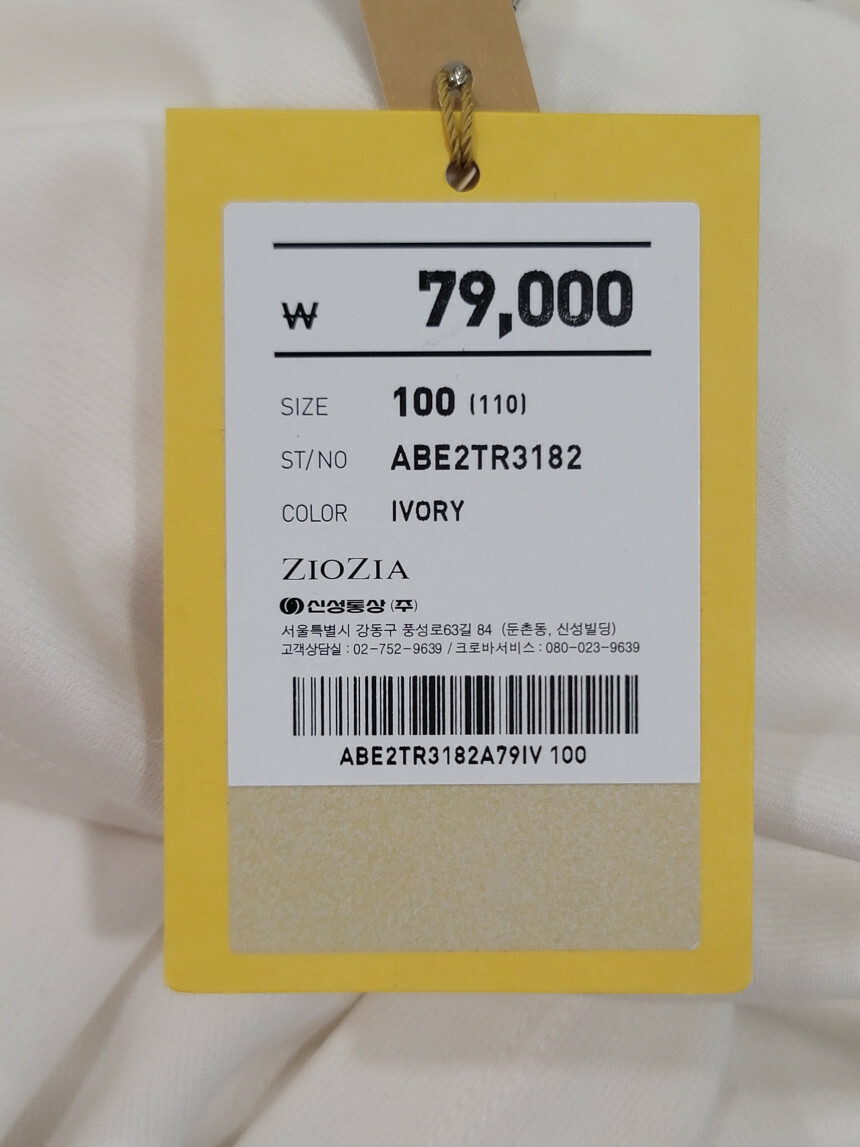 ₩ 79,000
SIZE 100 (110)
ST/NO ABE2TR3182
COLOR IVORY
ZIOZIA
신성통상(주)
서울특별시 강동구 풍성로63길 84 (둔촌동, 신성빌딩)
고객상담실 : 02-752-9639 / 크로바서비스 : 080-023-9639
ABE2TR3182A79IV 100